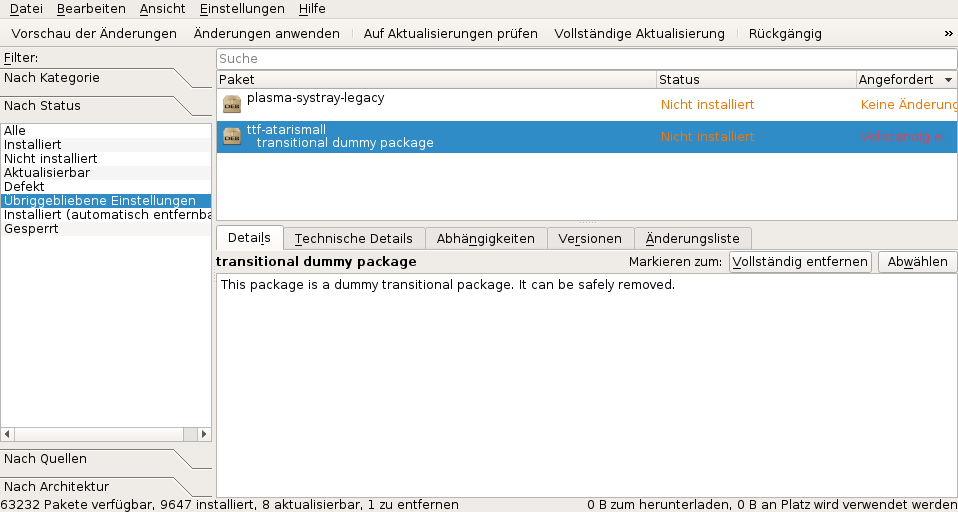 Datei Bearbeiten Ansicht Einstellungen Hilfe
Vorschau der Änderungen Änderungen anwenden Auf Aktualisierungen prüfen Vollständige Aktualisierung Rückgängig »
Filter:
Nach Kategorie
Nach Status
Alle
Installiert
Nicht installiert
Aktualisierbar
Defekt
Übriggebliebene Einstellungen
Installiert (automatisch entfernba
Gesperrt
Nach Quellen
Nach Architektur
Suche
Paket Status Angefordert
plasma-systray-legacy Nicht installiert Keine Änderung
ttf-atarismall Nicht installiert Vollständig e
transitional dummy package
Details Technische Details Abhängigkeiten Versionen Änderungsliste
transitional dummy package Markieren zum: Vollständig entfernen Abwählen
This package is a dummy transitional package. It can be safely removed.
63232 Pakete verfügbar, 9647 installiert, 8 aktualisierbar, 1 zu entfernen 0 B zum herunterladen, 0 B an Platz wird verwendet werden